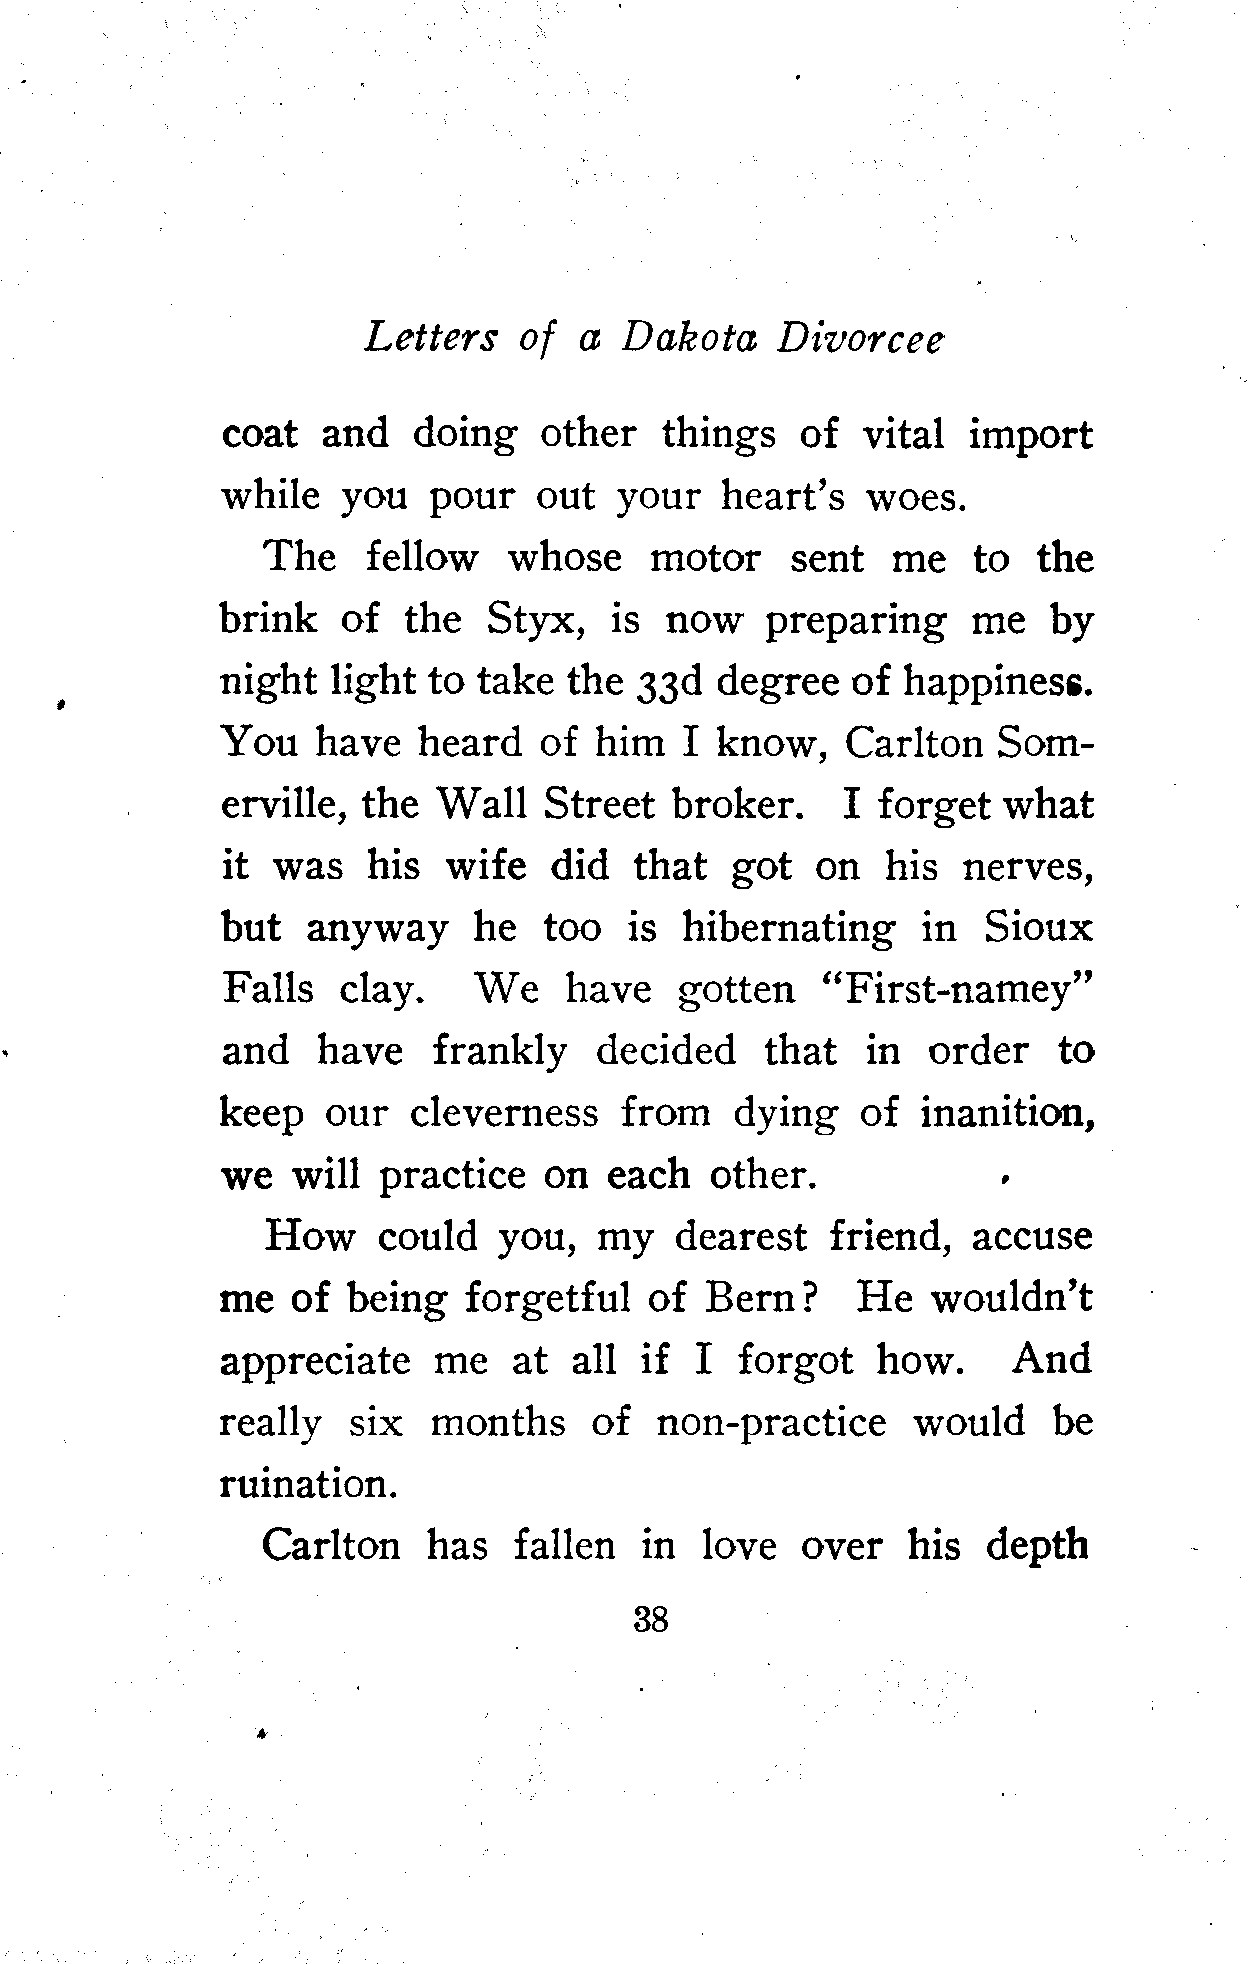 Letters of a Dakota Divorcee
coat and doing other things of vital import
while you pour out your heart's woes.
The fellow whose motor sent me to the
brink of the Styx, is now preparing me by
night light to take the 33d degree of happiness.
You have heard of him I know, Carlton Som-
erville, the Wall Street broker. I forget what
it was his wife did that got on his nerves,
but anyway he too is hibernating in Sioux
Falls clay. We have gotten "First-namey"
and have frankly decided that in order to
keep our cleverness from dying of inanition,
we will practice on each other.
How could you, my dearest friend, accuse
me of being forgetful of Bern? He wouldn't
appreciate me at all if I forgot how. And
really six months of non-practice would be
ruination.
Carlton has fallen in love over his depth
38